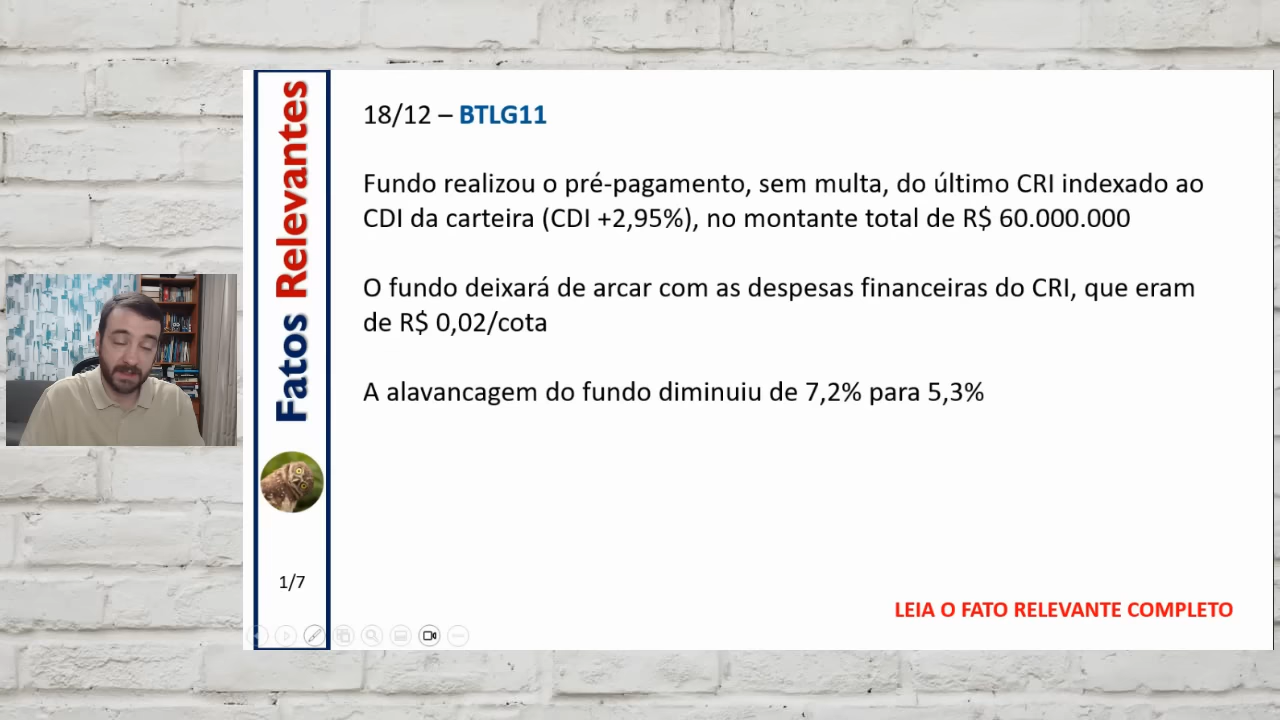 Fatos Relevantes
18/12 – BTLG11
Fundo realizou o pré-pagamento, sem multa, do último CRI indexado ao
CDI da carteira (CDI +2,95%), no montante total de R$ 60.000.000
O fundo deixará de arcar com as despesas financeiras do CRI, que eram
de R$ 0,02/cota
A alavancagem do fundo diminuiu de 7,2% para 5,3%
1/7
LEIA O FATO RELEVANTE COMPLETO